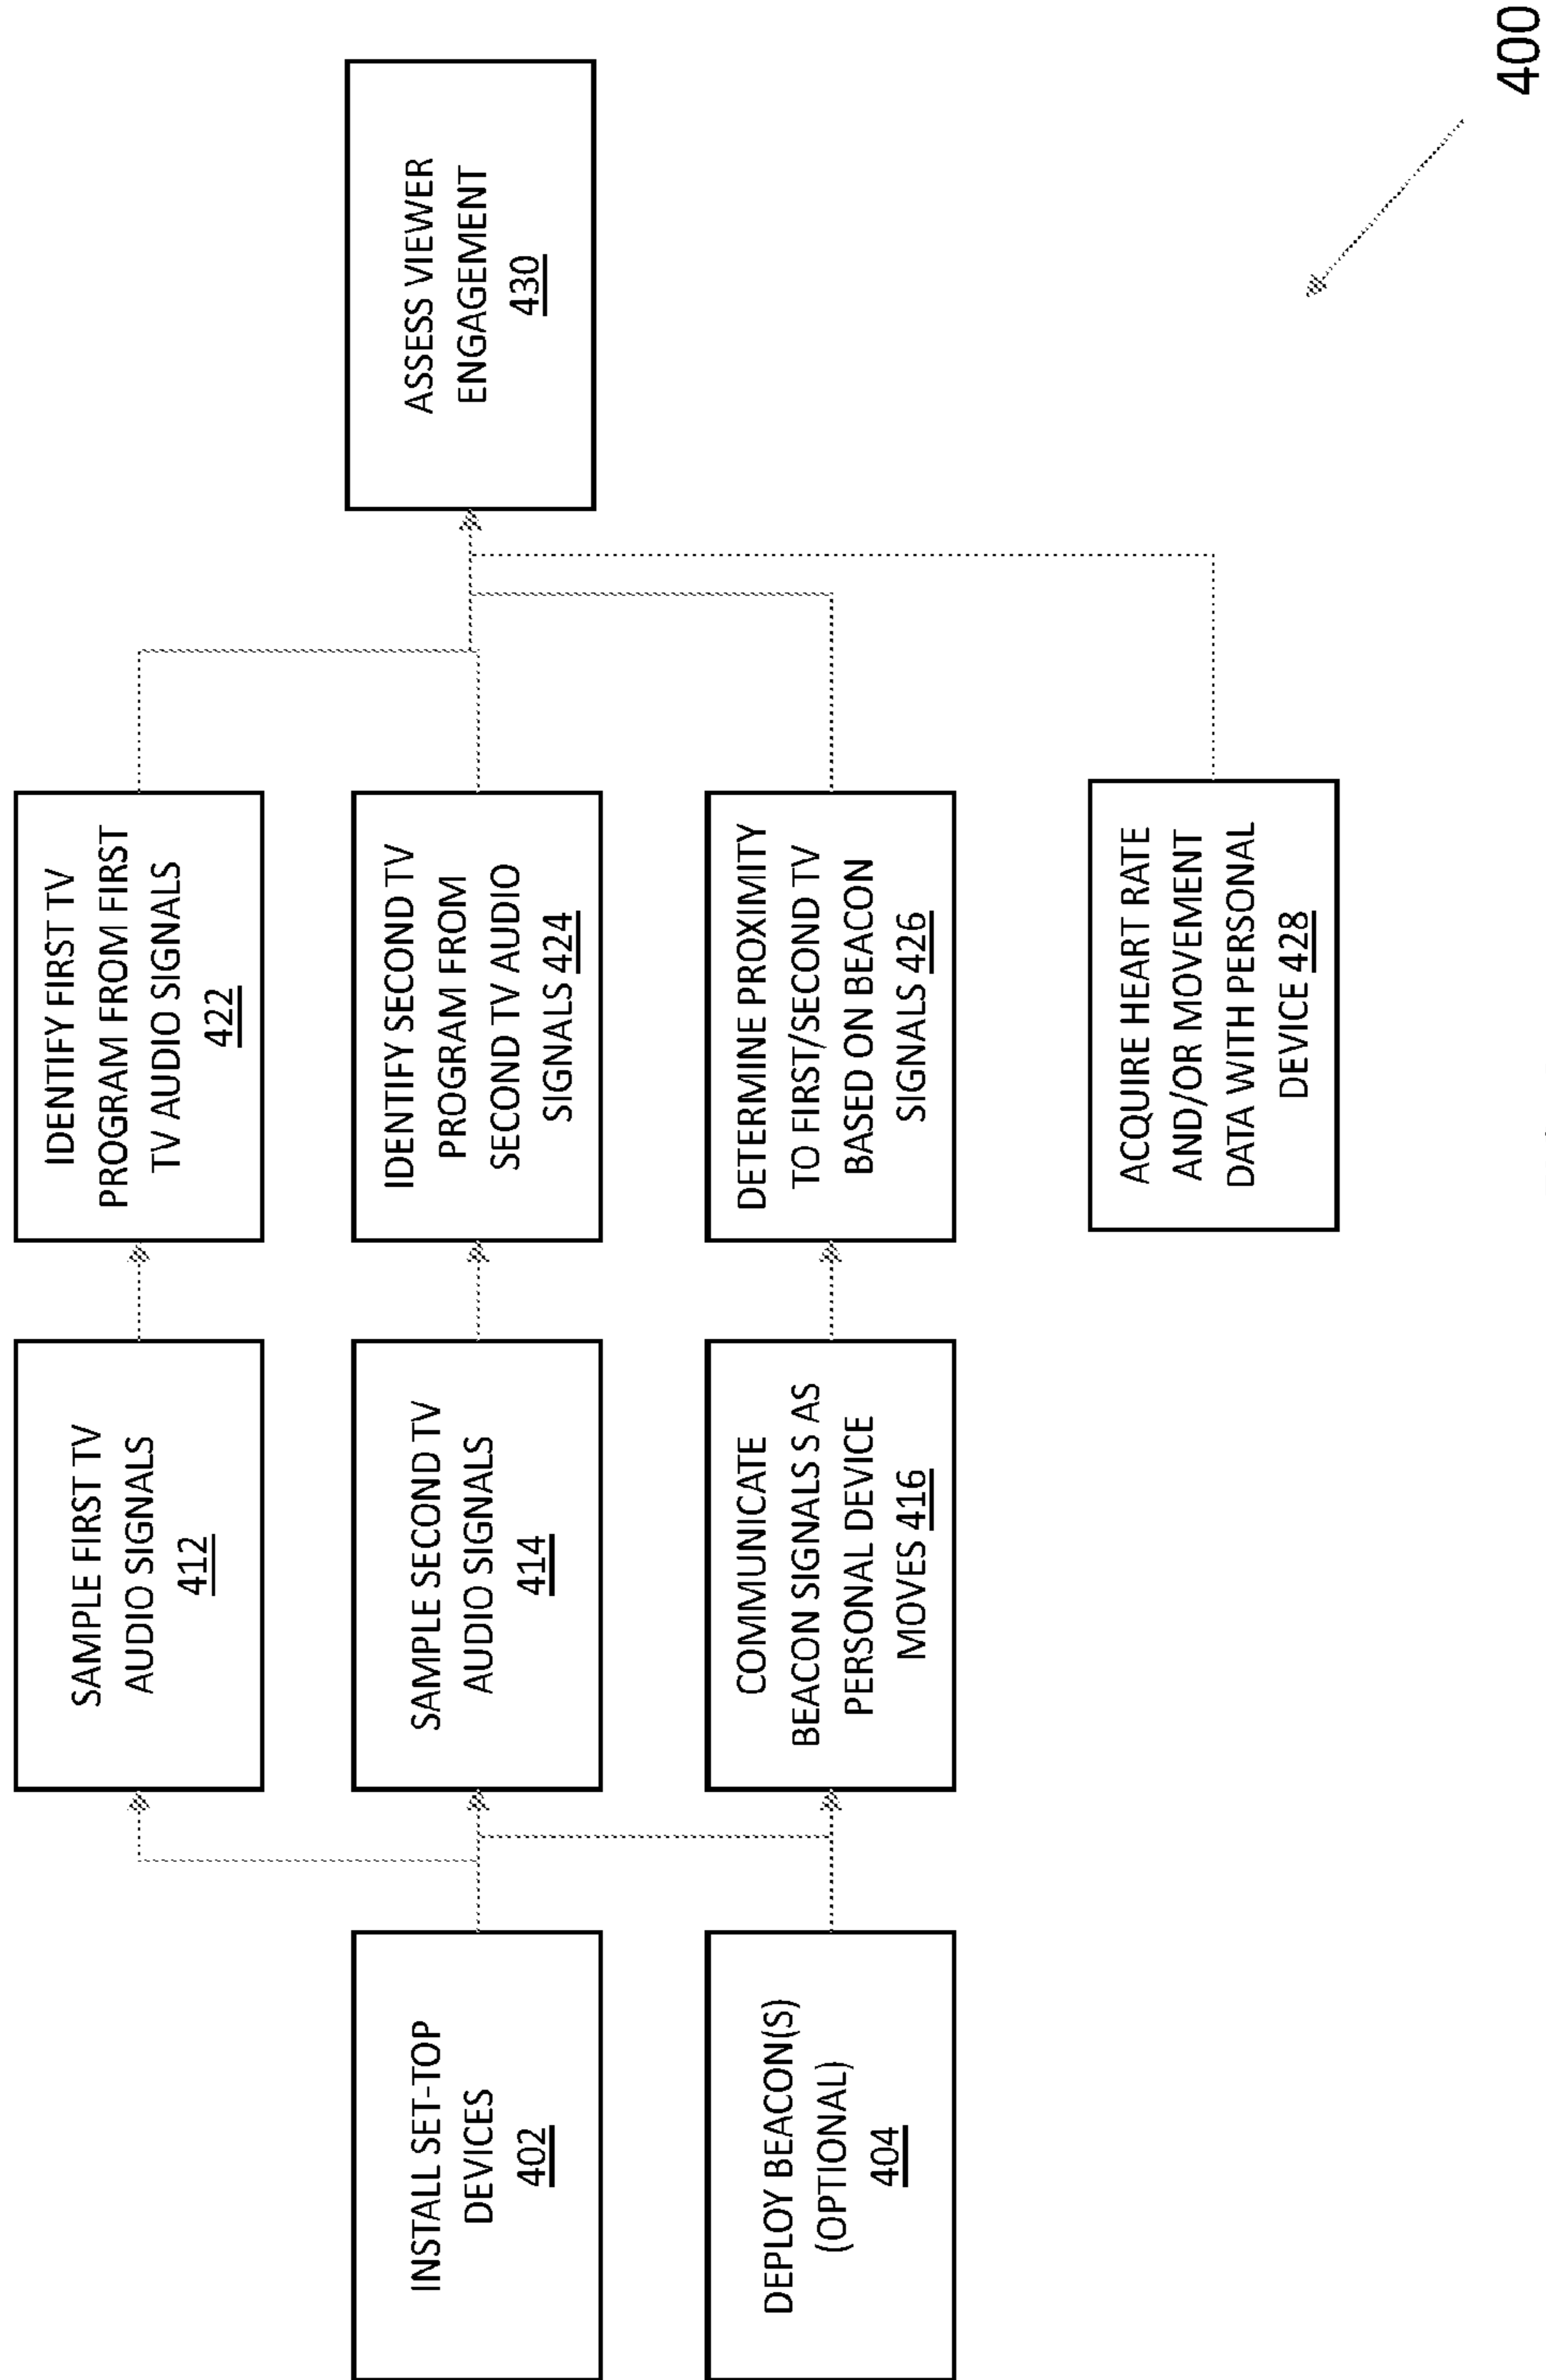 INSTALL SET-TOP
DEVICES
402
DEPLOY BEACON(S)
(OPTIONAL)
404
SAMPLE FIRST TV
AUDIO SIGNALS
412
SAMPLE SECOND TV
AUDIO SIGNALS
414
COMMUNICATE
BEACON SIGNALS S AS
PERSONAL DEVICE
MOVES 416
IDENTIFY FIRST TV
PROGRAM FROM FIRST
TV AUDIO SIGNALS
422
IDENTIFY SECOND TV
PROGRAM FROM
SECOND TV AUDIO
SIGNALS 424
DETERMINE PROXIMITY
TO FIRST/SECOND TV
BASED ON BEACON
SIGNALS 426
ACQUIRE HEART RATE
AND/OR MOVEMENT
DATA WITH PERSONAL
DEVICE 428
ASSESS VIEWER
ENGAGEMENT
430
400